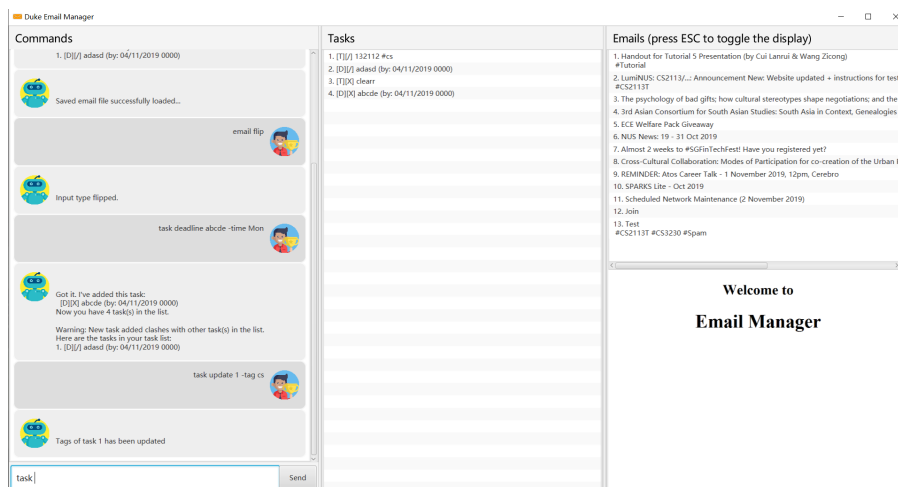 Duke Email Manager
Commands
1. [D][/] adasd (by: 04/11/2019 0000)
Saved email file successfully loaded...
email flip
Input type flipped.
task deadline abcde -time Mon
Got it. I've added this task:
[D][X] abcde (by: 04/11/2019 0000)
Now you have 4 task(s) in the list.
Warning: New task added clashes with other task(s) in the list.
Here are the tasks in your task list:
1. [D][/] adasd (by: 04/11/2019 0000)
task update 1 -tag cs
Tags of task 1 has been updated
task
Send
Tasks
1. [T][/] 132112 #cs
2. [D][/] adasd (by: 04/11/2019 0000)
3. [T][X] clearr
4. [D][X] abcde (by: 04/11/2019 0000)
Emails (press ESC to toggle the display)
1. Handout for Tutorial 5 Presentation (by Cui Lanrui & Wang Zicong)
#Tutorial
2. LumiNUS: CS2113/...: Announcement New: Website updated + instructions for test
#CS2113T
3. The psychology of bad gifts; how cultural stereotypes shape negotiations; and the
4. 3rd Asian Consortium for South Asian Studies: South Asia in Context, Genealogies
5. ECE Welfare Pack Giveaway
6. NUS News: 19 - 31 Oct 2019
7. Almost 2 weeks to #SGFinTechFest! Have you registered yet?
8. Cross-Cultural Collaboration: Modes of Participation for co-creation of the Urban
9. REMINDER: Atos Career Talk - 1 November 2019, 12pm, Cerebro
10. SPARKS Lite - Oct 2019
11. Scheduled Network Maintenance (2 November 2019)
12. Join
13. Test
#CS2113T #CS3230 #Spam
Welcome to
Email Manager